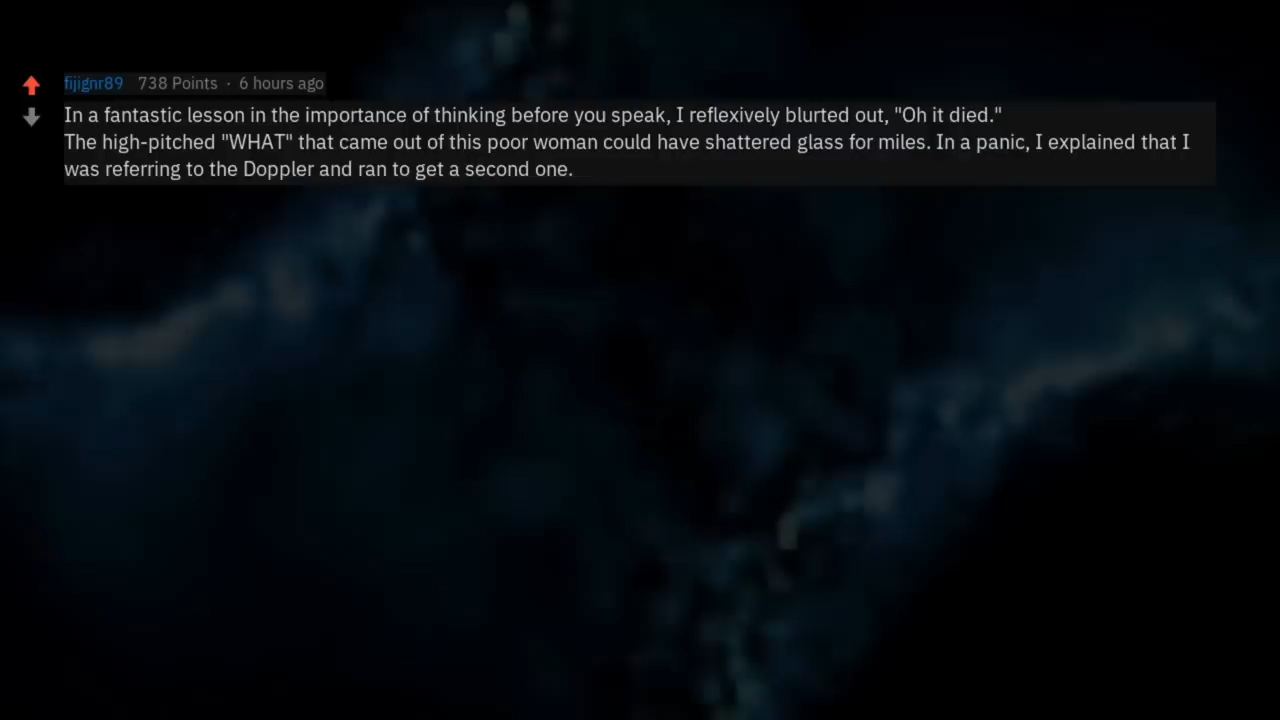 fijignr89 738 Points · 6 hours ago
In a fantastic lesson in the importance of thinking before you speak, I reflexively blurted out, "Oh it died."
The high-pitched "WHAT" that came out of this poor woman could have shattered glass for miles. In a panic, I explained that I
was referring to the Doppler and ran to get a second one.